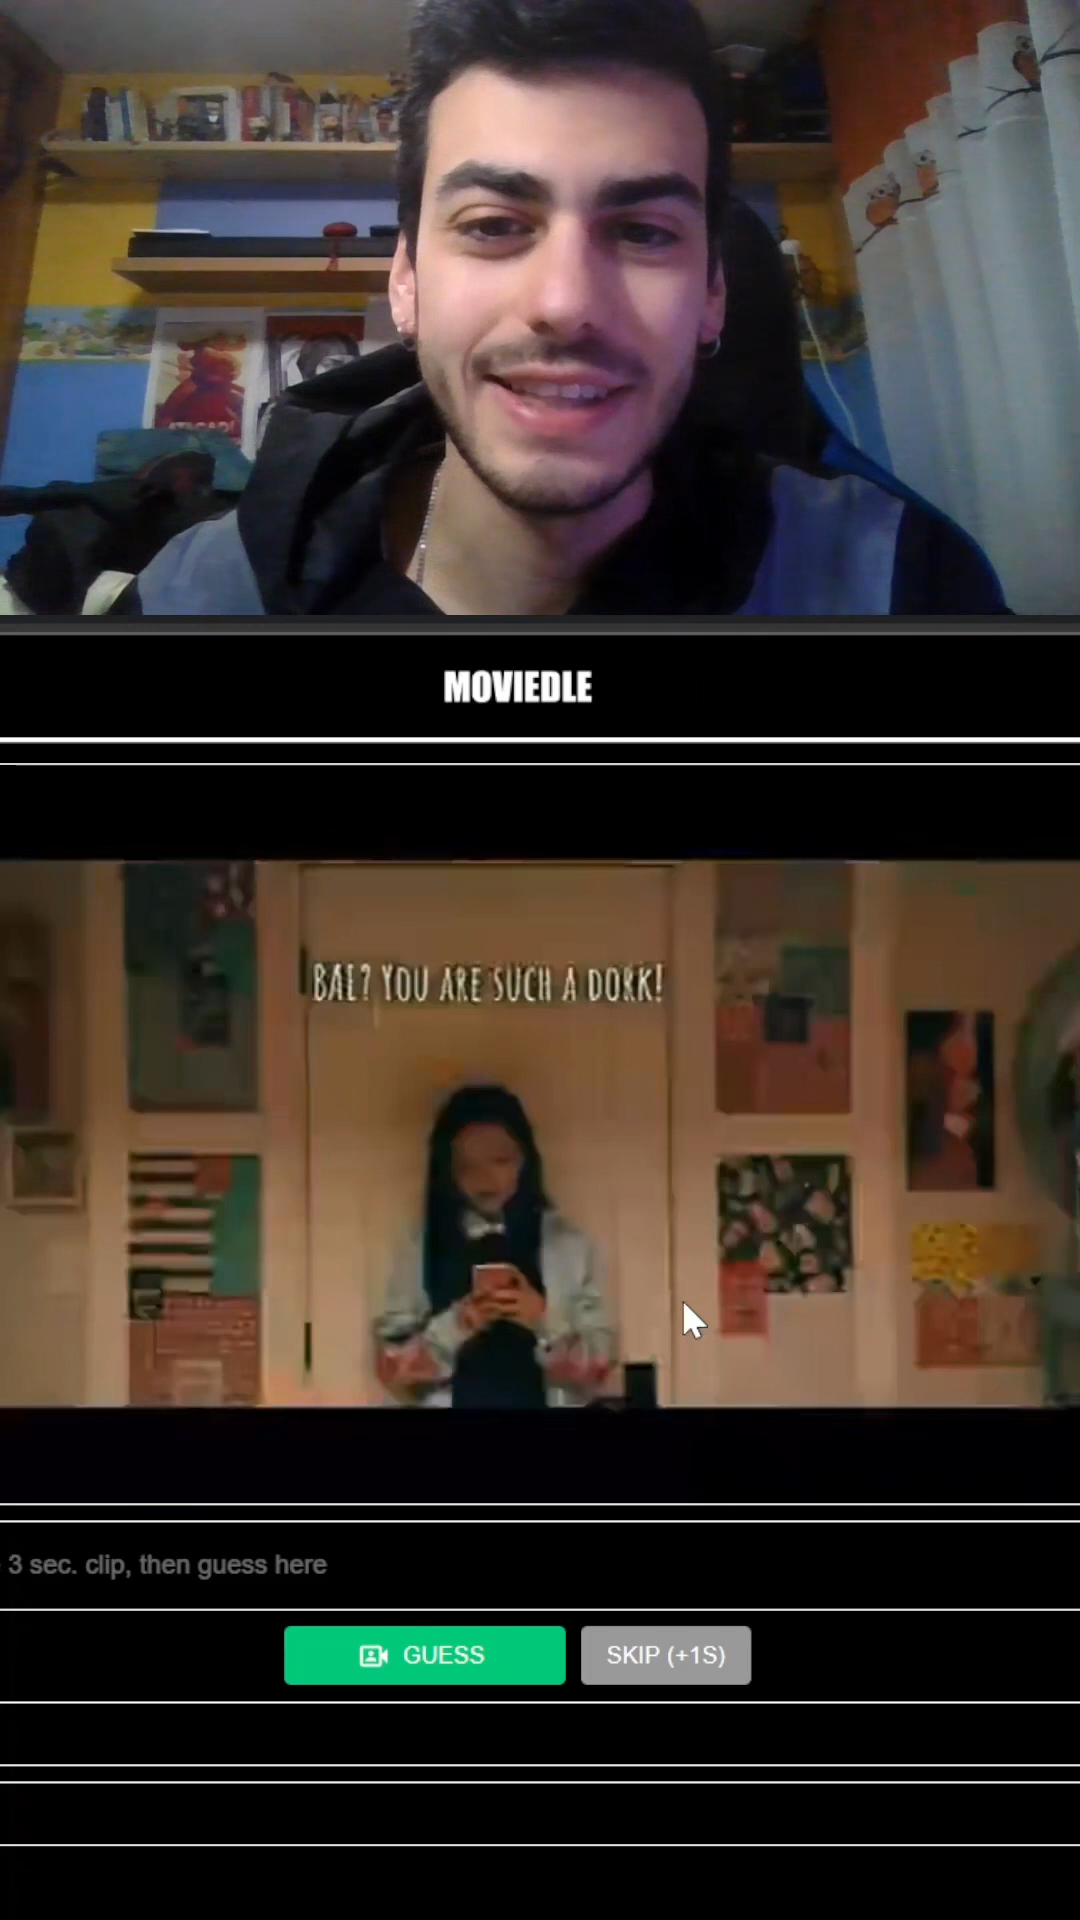 MOVIEDLE
BAE? YOU ARE SUCH A DORK!
3 sec. clip, then guess here
GUESS
SKIP (+1S)